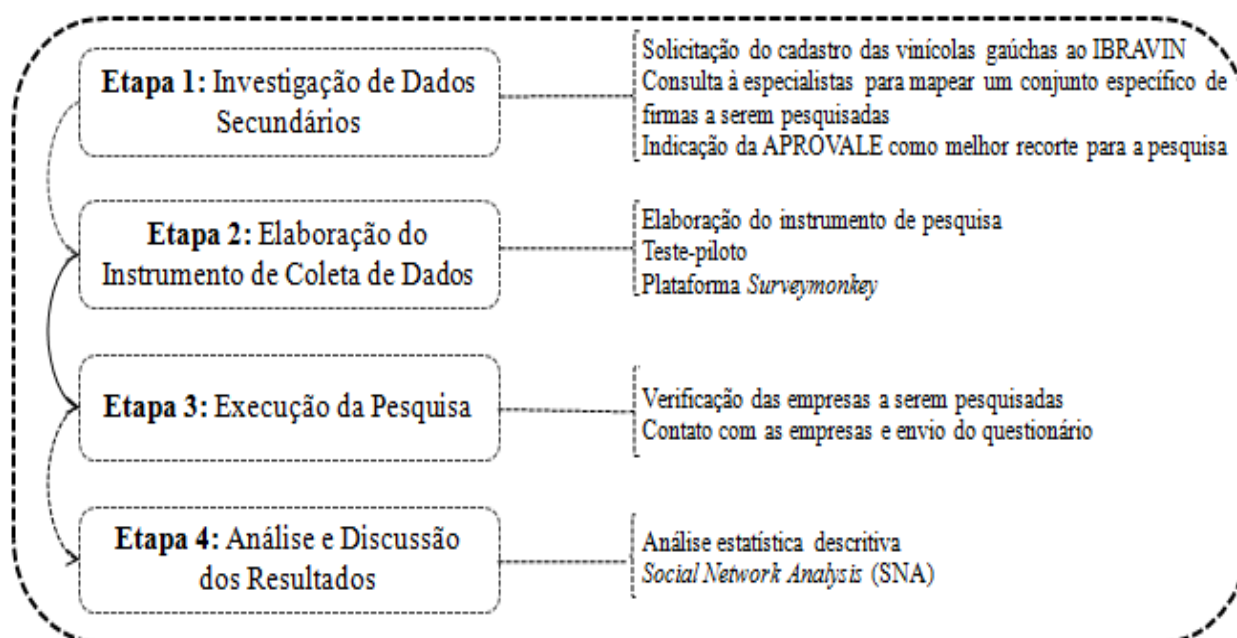 Etapa 1: Investigação de Dados
Secundários
Solicitação do cadastro das vinícolas gaúchas ao IBRAVIN
Consulta à especialistas para mapear um conjunto específico de
firmas a serem pesquisadas
Indicação da APROVALE como melhor recorte para a pesquisa
Etapa 2: Elaboração do
Instrumento de Coleta de Dados
Elaboração do instrumento de pesquisa
Teste-piloto
Plataforma Surveymonkey
Etapa 3: Execução da Pesquisa
Verificação das empresas a serem pesquisadas
Contato com as empresas e envio do questionário
Etapa 4: Análise e Discussão
dos Resultados
Análise estatística descritiva
Social Network Analysis (SNA)